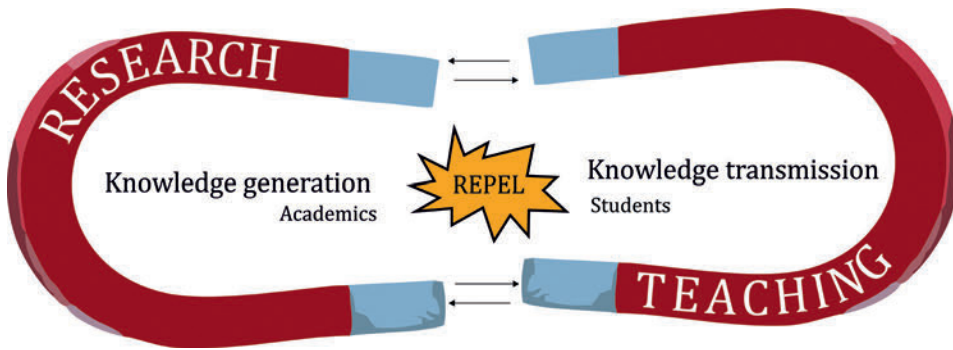 RESEARCH
Knowledge generation
Academics
REPEL
Knowledge transmission
Students
TEACHING